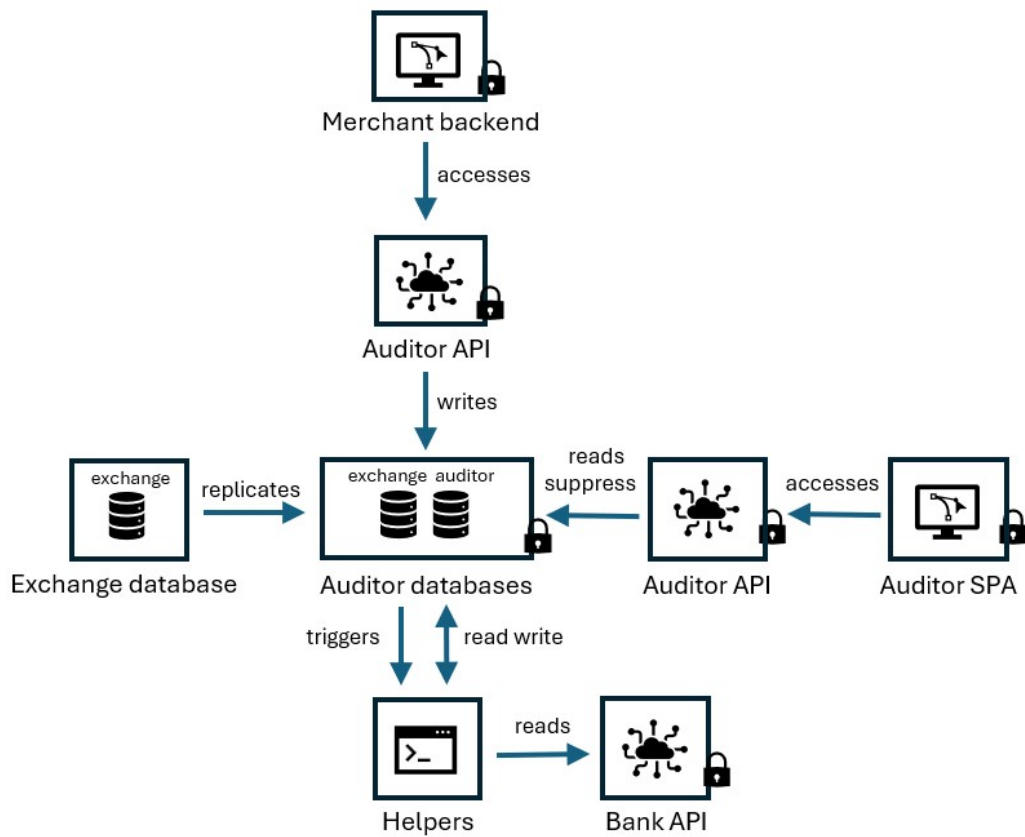 Merchant backend
accesses
Auditor API
writes
exchange
replicates
exchange auditor
reads
suppress
accesses
Exchange database
Auditor databases
Auditor API
Auditor SPA
triggers
read write
>_
reads
Helpers
Bank API